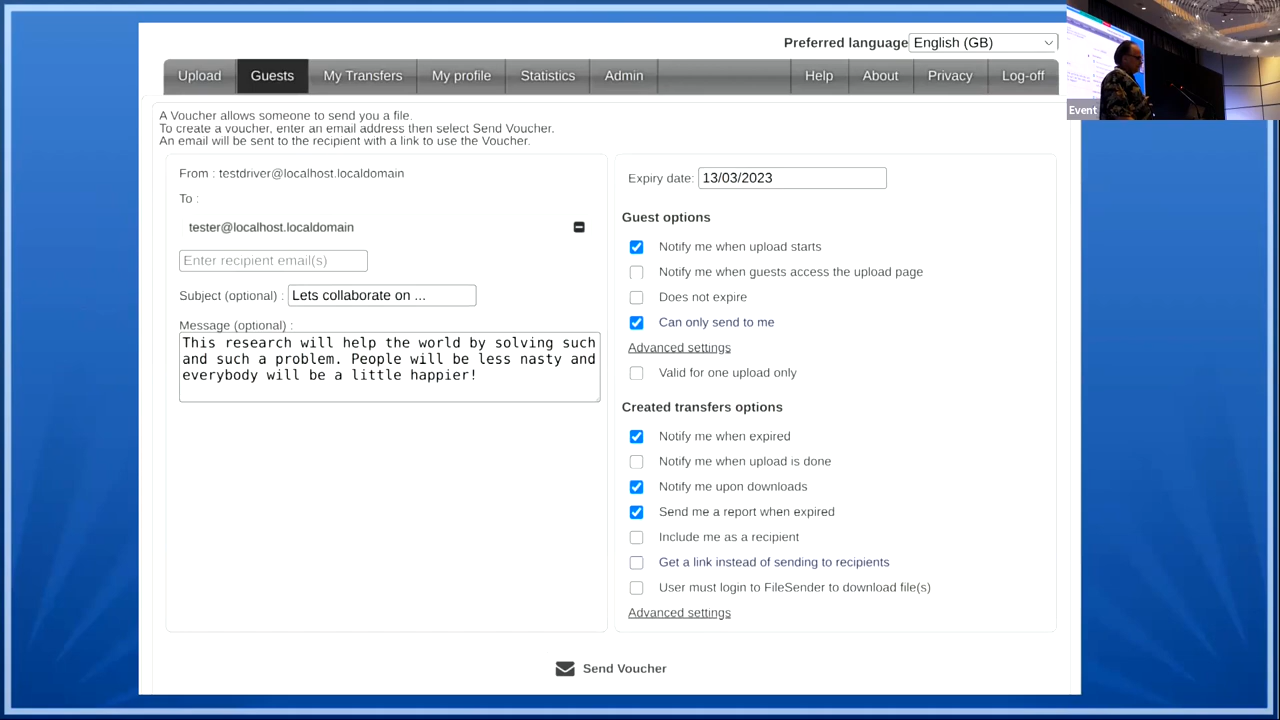 Preferred language English (GB)
Upload Guests My Transfers My profile Statistics Admin Help About Privacy Log-off
Event
A Voucher allows someone to send you a file.
To create a voucher, enter an email address then select Send Voucher.
An email will be sent to the recipient with a link to use the Voucher.
From : testdriver@localhost.localdomain
To :
tester@localhost.localdomain
Enter recipient email(s)
Subject (optional) : Lets collaborate on ...
Message (optional) :
This research will help the world by solving such
and such a problem. People will be less nasty and
everybody will be a little happier!
Expiry date: 13/03/2023
Guest options
Notify me when upload starts
Notify me when guests access the upload page
Does not expire
Can only send to me
Advanced settings
Valid for one upload only
Created transfers options
Notify me when expired
Notify me when upload is done
Notify me upon downloads
Send me a report when expired
Include me as a recipient
Get a link instead of sending to recipients
User must login to FileSender to download file(s)
Advanced settings
Send Voucher